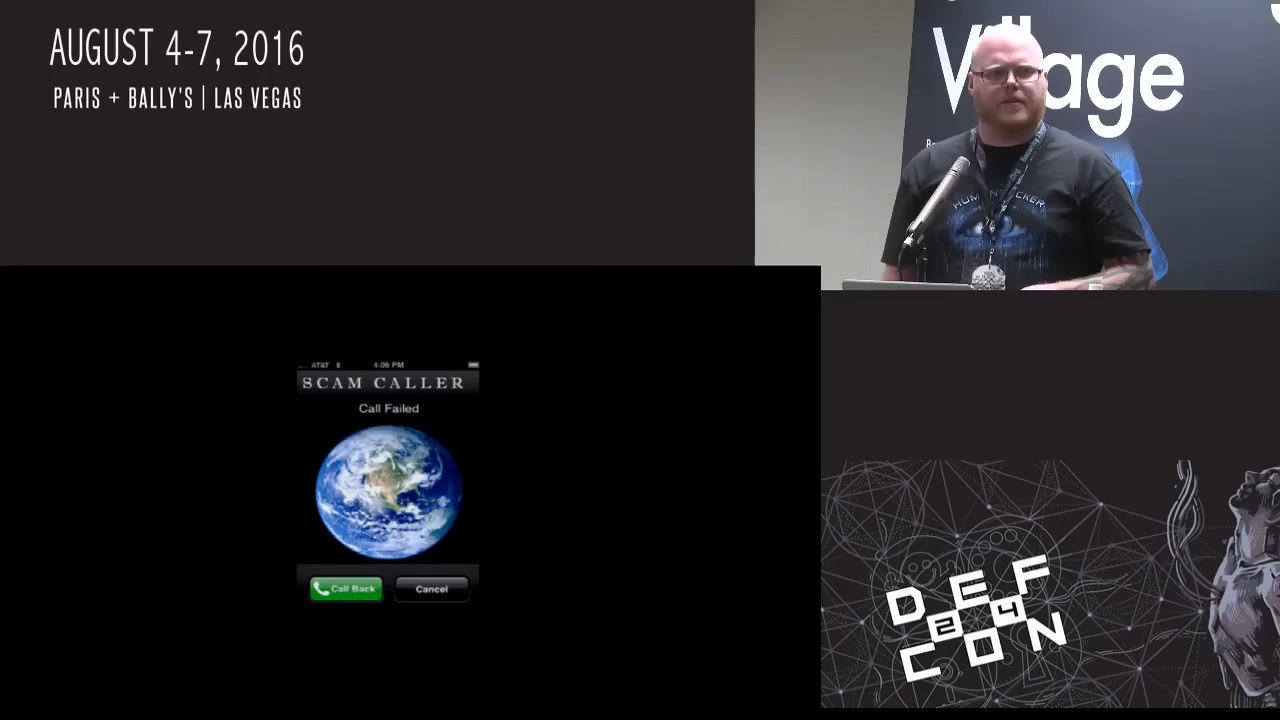 AUGUST 4-7, 2016
PARIS + BALLY'S | LAS VEGAS
Village
AT&T
4:06 PM
SCAM CALLER
Call Failed
Call Back
Cancel
DEF
24
CON